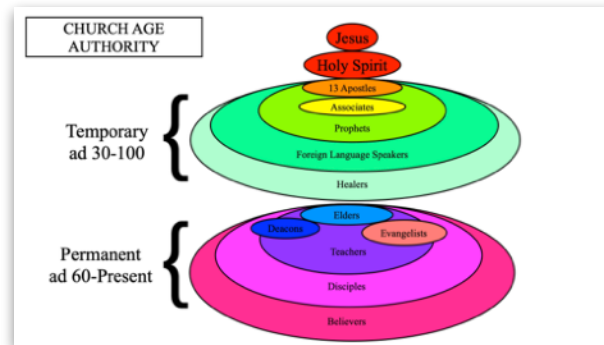 CHURCH AGE
AUTHORITY
Jesus
Holy Spirit
13 Apostles
Associates
Prophets
Foreign Language Speakers
Healers
Temporary
ad 30-100
Elders
Deacons
Evangelists
Teachers
Disciples
Believers
Permanent
ad 60-Present